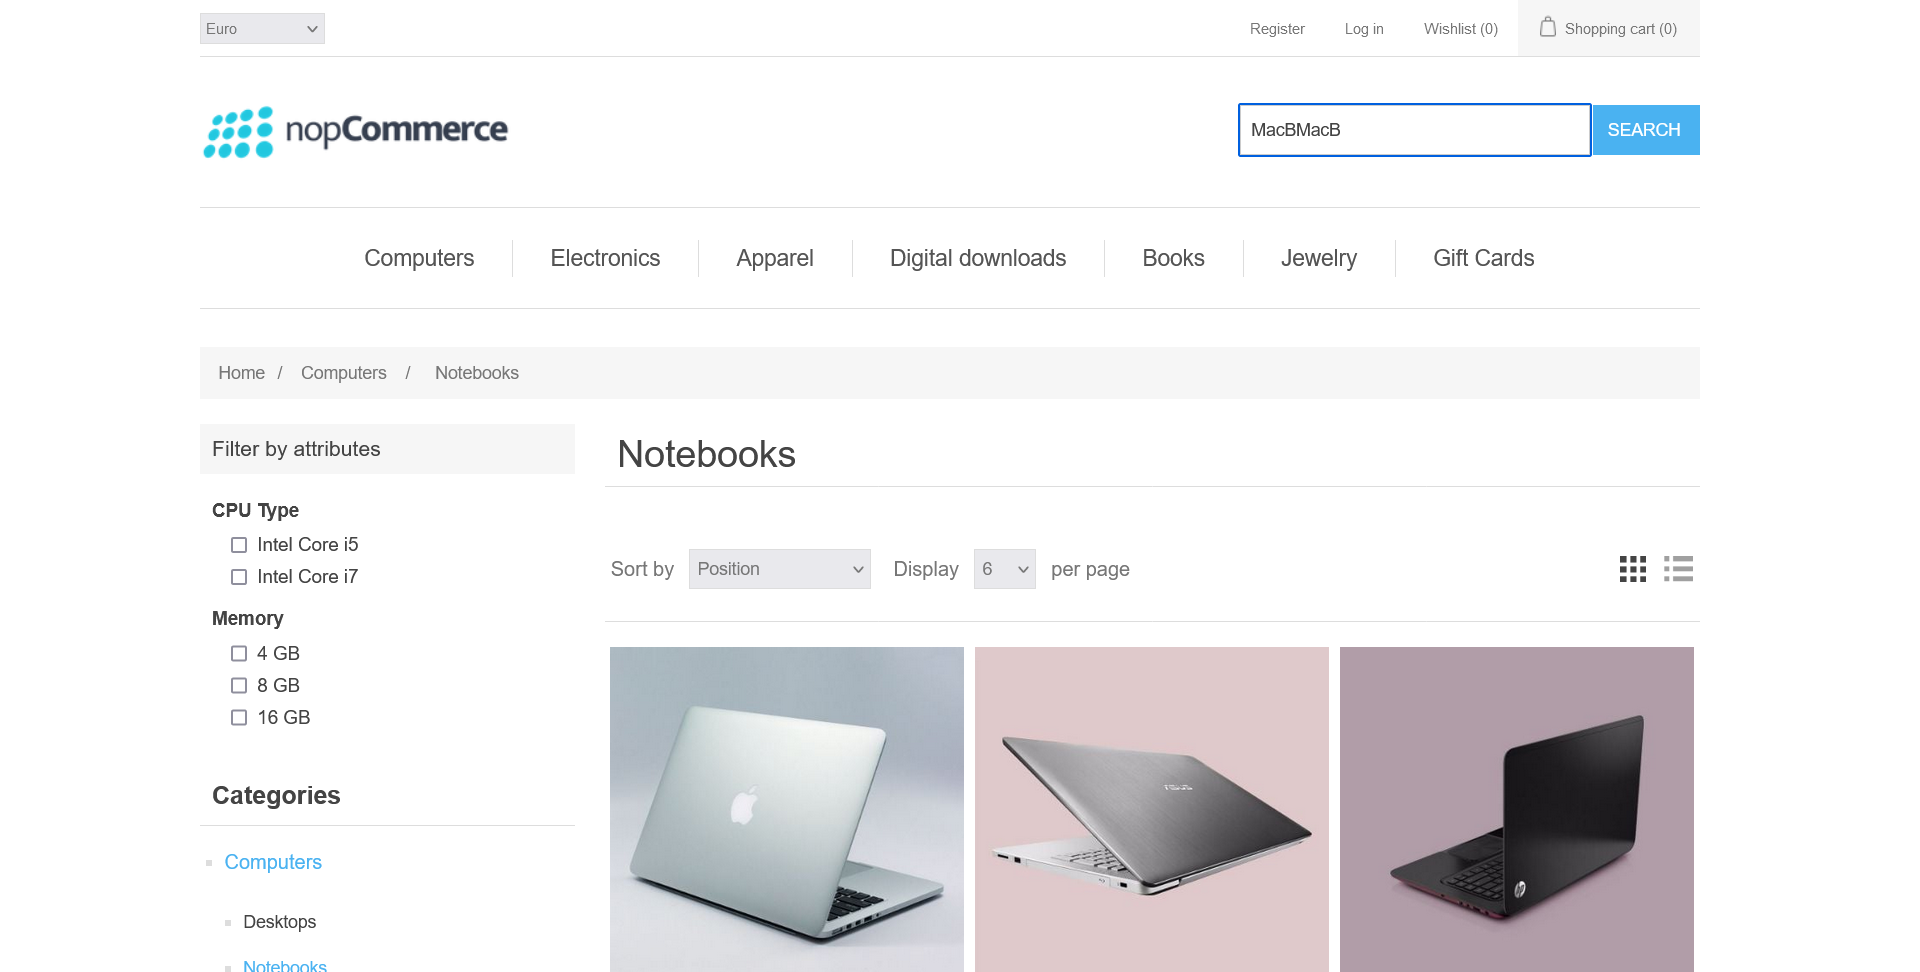 Euro
Register
Log in
Wishlist (0)
Shopping cart (0)
nopCommerce
MacBMacB
SEARCH
Computers
Electronics
Apparel
Digital downloads
Books
Jewelry
Gift Cards
Home / Computers / Notebooks
Filter by attributes
CPU Type
Intel Core i5
Intel Core i7
Memory
4 GB
8 GB
16 GB
Categories
Computers
Desktops
Notebooks
Notebooks
Sort by Position Display 6 per page
hp